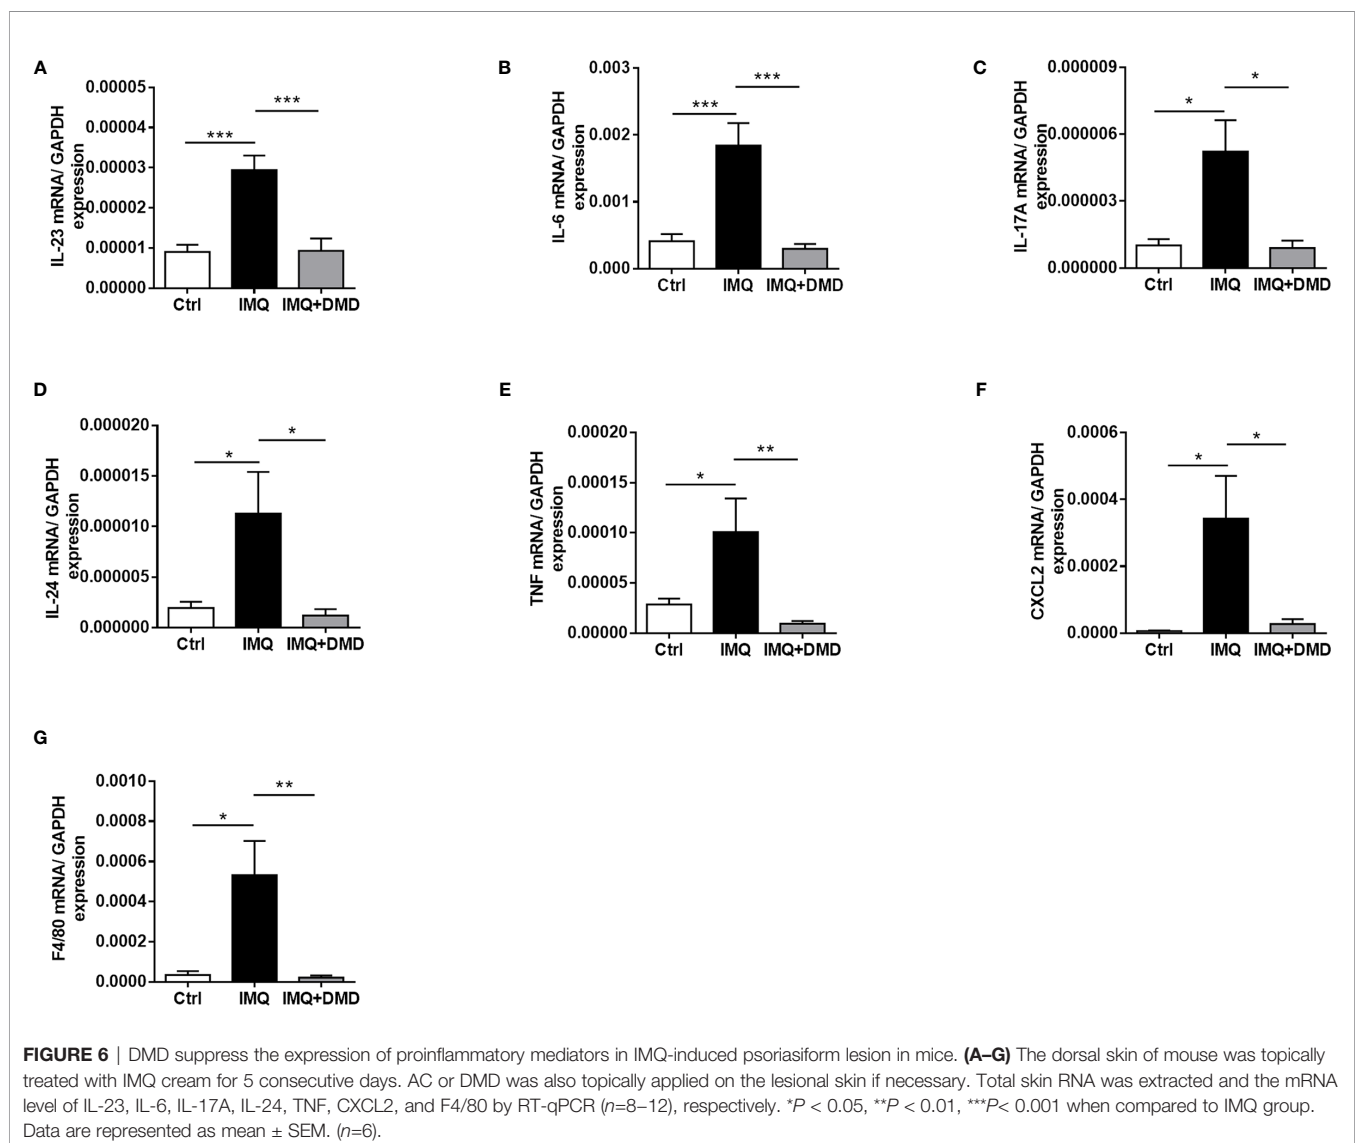 A
IL-23 mRNA/ GAPDH
expression
0.00005
0.00004
0.00003
0.00002
0.00001
0.00000
***
***
Ctrl IMQ IMQ+DMD
B
IL-6 mRNA/ GAPDH
expression
0.003
0.002
0.001
0.000
***
***
Ctrl IMQ IMQ+DMD
C
IL-17A mRNA/ GAPDH
expression
0.000009
0.000006
0.000003
0.000000
*
*
Ctrl IMQ IMQ+DMD
D
IL-24 mRNA/ GAPDH
expression
0.000020
0.000015
0.000010
0.000005
0.000000
*
*
Ctrl IMQ IMQ+DMD
E
TNF mRNA/ GAPDH
expression
0.00020
0.00015
0.00010
0.00005
0.00000
*
**
Ctrl IMQ IMQ+DMD
F
CXCL2 mRNA/ GAPDH
expression
0.0006
0.0004
0.0002
0.0000
*
*
Ctrl IMQ IMQ+DMD
G
F4/80 mRNA/ GAPDH
expression
0.0010
0.0008
0.0006
0.0004
0.0002
0.0000
*
**
Ctrl IMQ IMQ+DMD
FIGURE 6 | DMD suppress the expression of proinflammatory mediators in IMQ-induced psoriasiform lesion in mice. (A–G) The dorsal skin of mouse was topically
treated with IMQ cream for 5 consecutive days. AC or DMD was also topically applied on the lesional skin if necessary. Total skin RNA was extracted and the mRNA
level of IL-23, IL-6, IL-17A, IL-24, TNF, CXCL2, and F4/80 by RT-qPCR (n=8–12), respectively. *P < 0.05, **P < 0.01, ***P< 0.001 when compared to IMQ group.
Data are represented as mean ± SEM. (n=6).